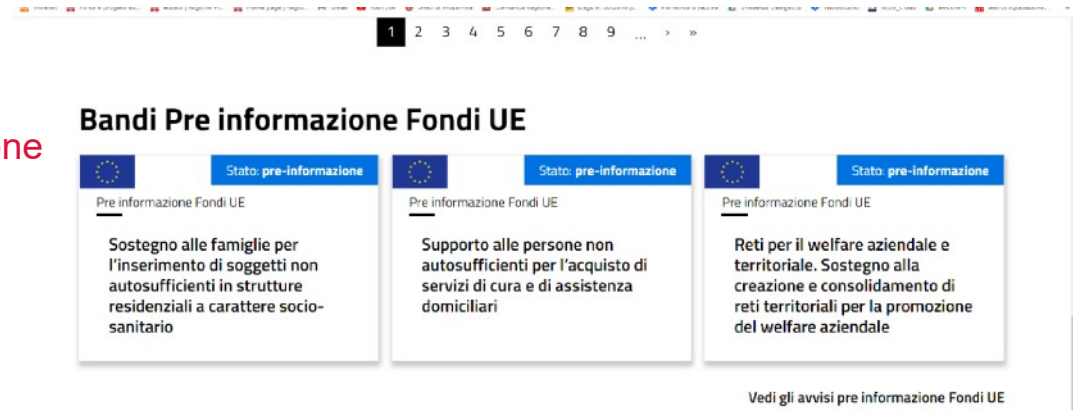 1 2 3 4 5 6 7 8 9 ... › »
Bandi Pre informazione Fondi UE
ne
Stato: pre-informazione
Pre informazione Fondi UE
Sostegno alle famiglie per
l'inserimento di soggetti non
autosufficienti in strutture
residenziali a carattere socio-
sanitario
Stato: pre-informazione
Pre informazione Fondi UE
Supporto alle persone non
autosufficienti per l'acquisto di
servizi di cura e di assistenza
domiciliari
Stato: pre-informazione
Pre informazione Fondi UE
Reti per il welfare aziendale e
territoriale. Sostegno alla
creazione e consolidamento di
reti territoriali per la promozione
del welfare aziendale
Vedi gli avvisi pre informazione Fondi UE